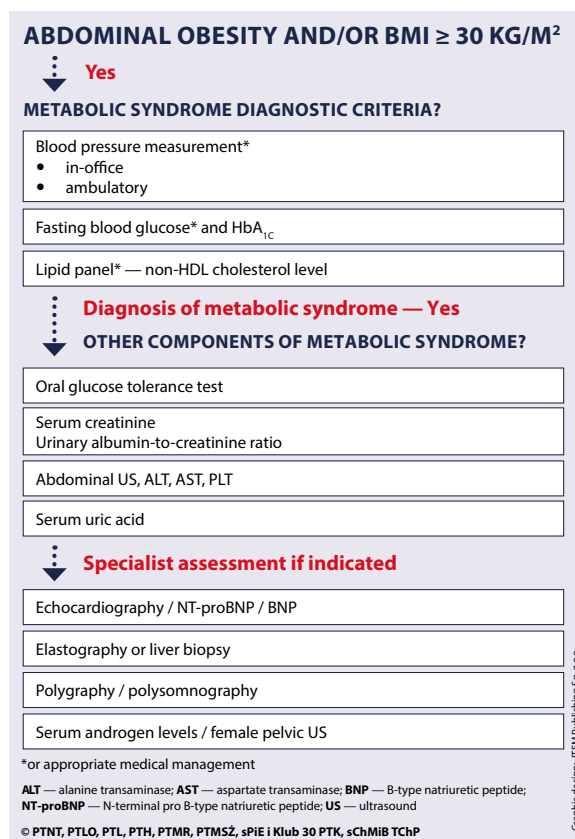 ABDOMINAL OBESITY AND/OR BMI ≥ 30 KG/M²
Yes
METABOLIC SYNDROME DIAGNOSTIC CRITERIA?
Blood pressure measurement*
• in-office
• ambulatory
Fasting blood glucose* and HbA1C
Lipid panel* — non-HDL cholesterol level
Diagnosis of metabolic syndrome — Yes
OTHER COMPONENTS OF METABOLIC SYNDROME?
Oral glucose tolerance test
Serum creatinine
Urinary albumin-to-creatinine ratio
Abdominal US, ALT, AST, PLT
Serum uric acid
Specialist assessment if indicated
Echocardiography / NT-proBNP / BNP
Elastography or liver biopsy
Polygraphy / polysomnography
Serum androgen levels / female pelvic US
*or appropriate medical management
ALT — alanine transaminase; AST — aspartate transaminase; BNP — B-type natriuretic peptide;
NT-proBNP — N-terminal pro B-type natriuretic peptide; US — ultrasound
© PTNT, PTLO, PTL, PTH, PTMR, PTMSŻ, sPiE i Klub 30 PTK, sChMiB TChP